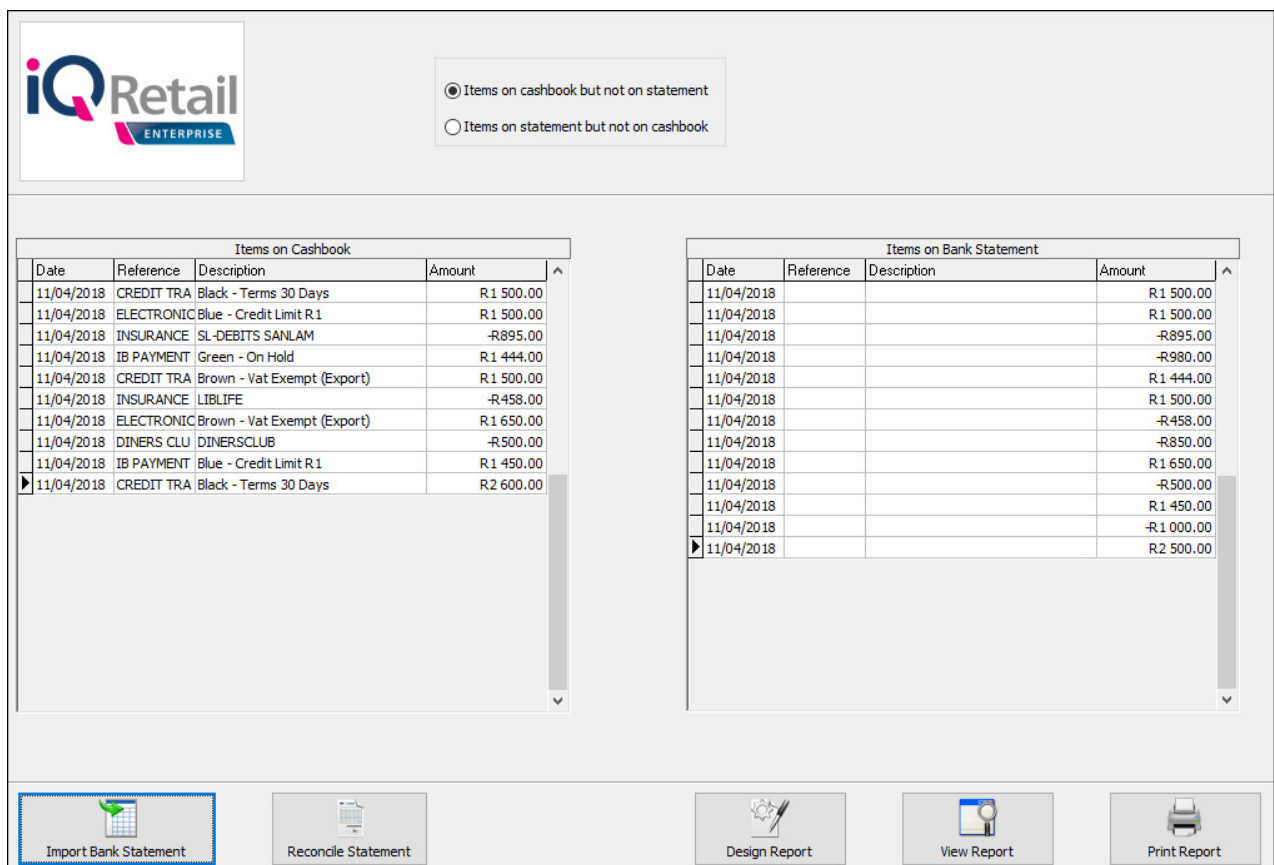 iQ Retail
ENTERPRISE
Items on cashbook but not on statement
Items on statement but not on cashbook
Items on Cashbook
Date Reference Description Amount
11/04/2018 CREDIT TRA Black - Terms 30 Days R1 500.00
11/04/2018 ELECTRONIC Blue - Credit Limit R1 R1 500.00
11/04/2018 INSURANCE SL-DEBITS SANLAM -R895.00
11/04/2018 IB PAYMENT Green - On Hold R1 444.00
11/04/2018 CREDIT TRA Brown - Vat Exempt (Export) R1 500.00
11/04/2018 INSURANCE LIBLIFE -R458.00
11/04/2018 ELECTRONIC Brown - Vat Exempt (Export) R1 650.00
11/04/2018 DINERS CLU DINERSCLUB -R500.00
11/04/2018 IB PAYMENT Blue - Credit Limit R1 R1 450.00
11/04/2018 CREDIT TRA Black - Terms 30 Days R2 600.00
Items on Bank Statement
Date Reference Description Amount
11/04/2018 R1 500.00
11/04/2018 R1 500.00
11/04/2018 -R895.00
11/04/2018 -R980.00
11/04/2018 R1 444.00
11/04/2018 R1 500.00
11/04/2018 -R458.00
11/04/2018 -R850.00
11/04/2018 R1 650.00
11/04/2018 -R500.00
11/04/2018 R1 450.00
11/04/2018 -R1 000.00
11/04/2018 R2 500.00
Import Bank Statement
Reconcile Statement
Design Report
View Report
Print Report